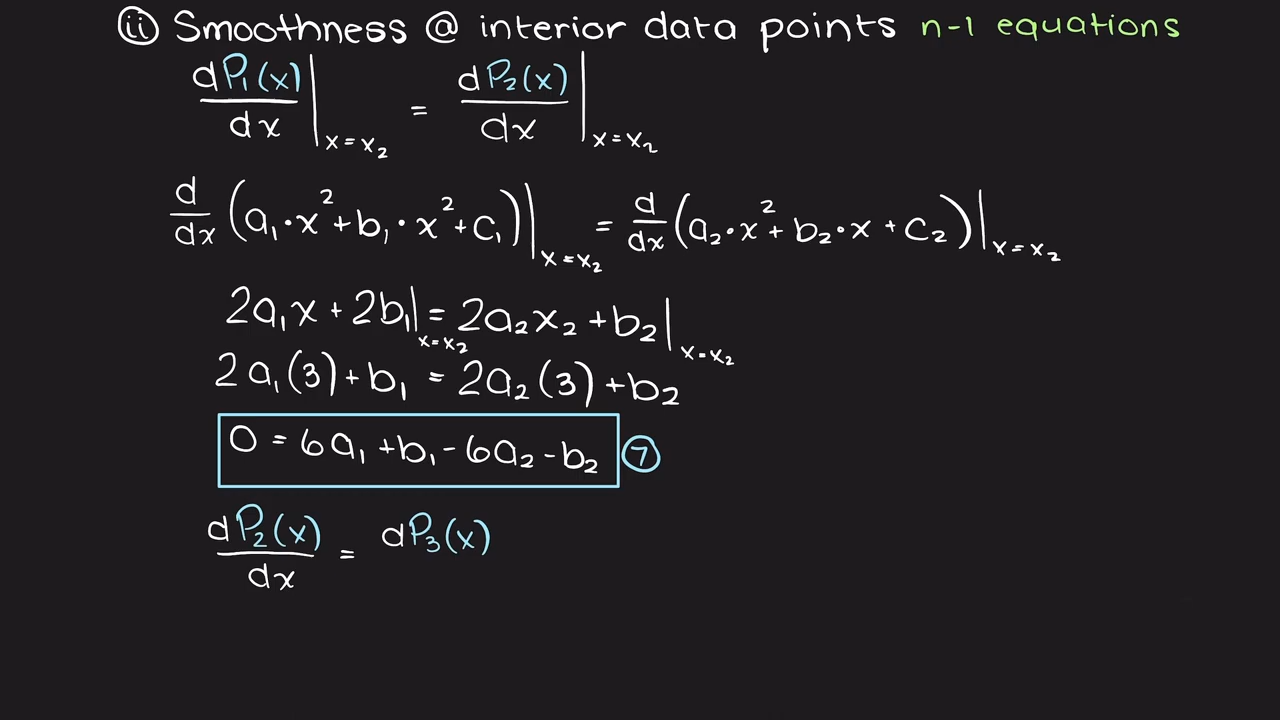 ii Smoothness @ interior data points n-1 equations
dP₁(x)/dx |x=x₂ = dP₂(x)/dx |x=x₂
d/dx (a₁·x²+b₁·x²+c₁)|x=x₂ = d/dx (a₂·x²+b₂·x+c₂)|x=x₂
2a₁x + 2b₁|x=x₂ = 2a₂x₂ + b₂|x=x₂
2a₁(3)+b₁ = 2a₂(3)+b₂
0 = 6a₁+b₁-6a₂-b₂ 7
dP₂(x)/dx = dP₃(x)